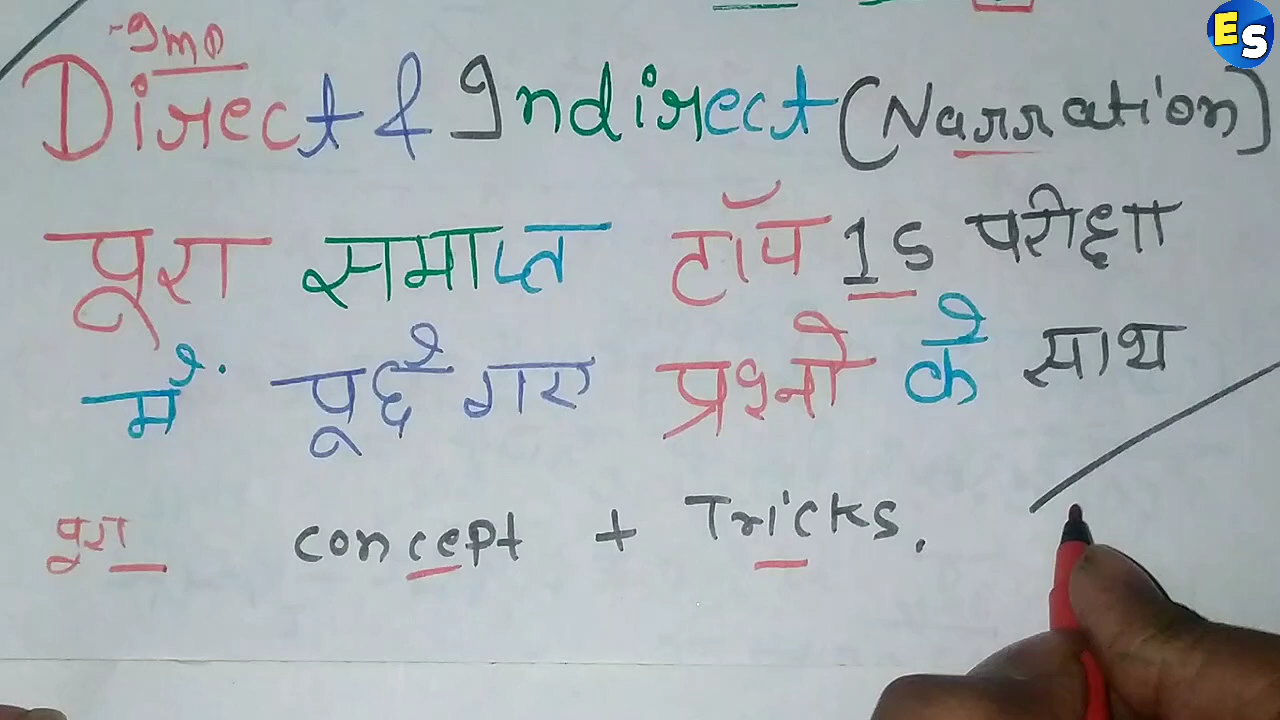 ES
Imp
Direct & Indirect (Narration)
पूरा समाप्त टॉप 15 परीक्षा
में पूछे गए प्रश्नो के साथ
पूरा concept + Tricks.